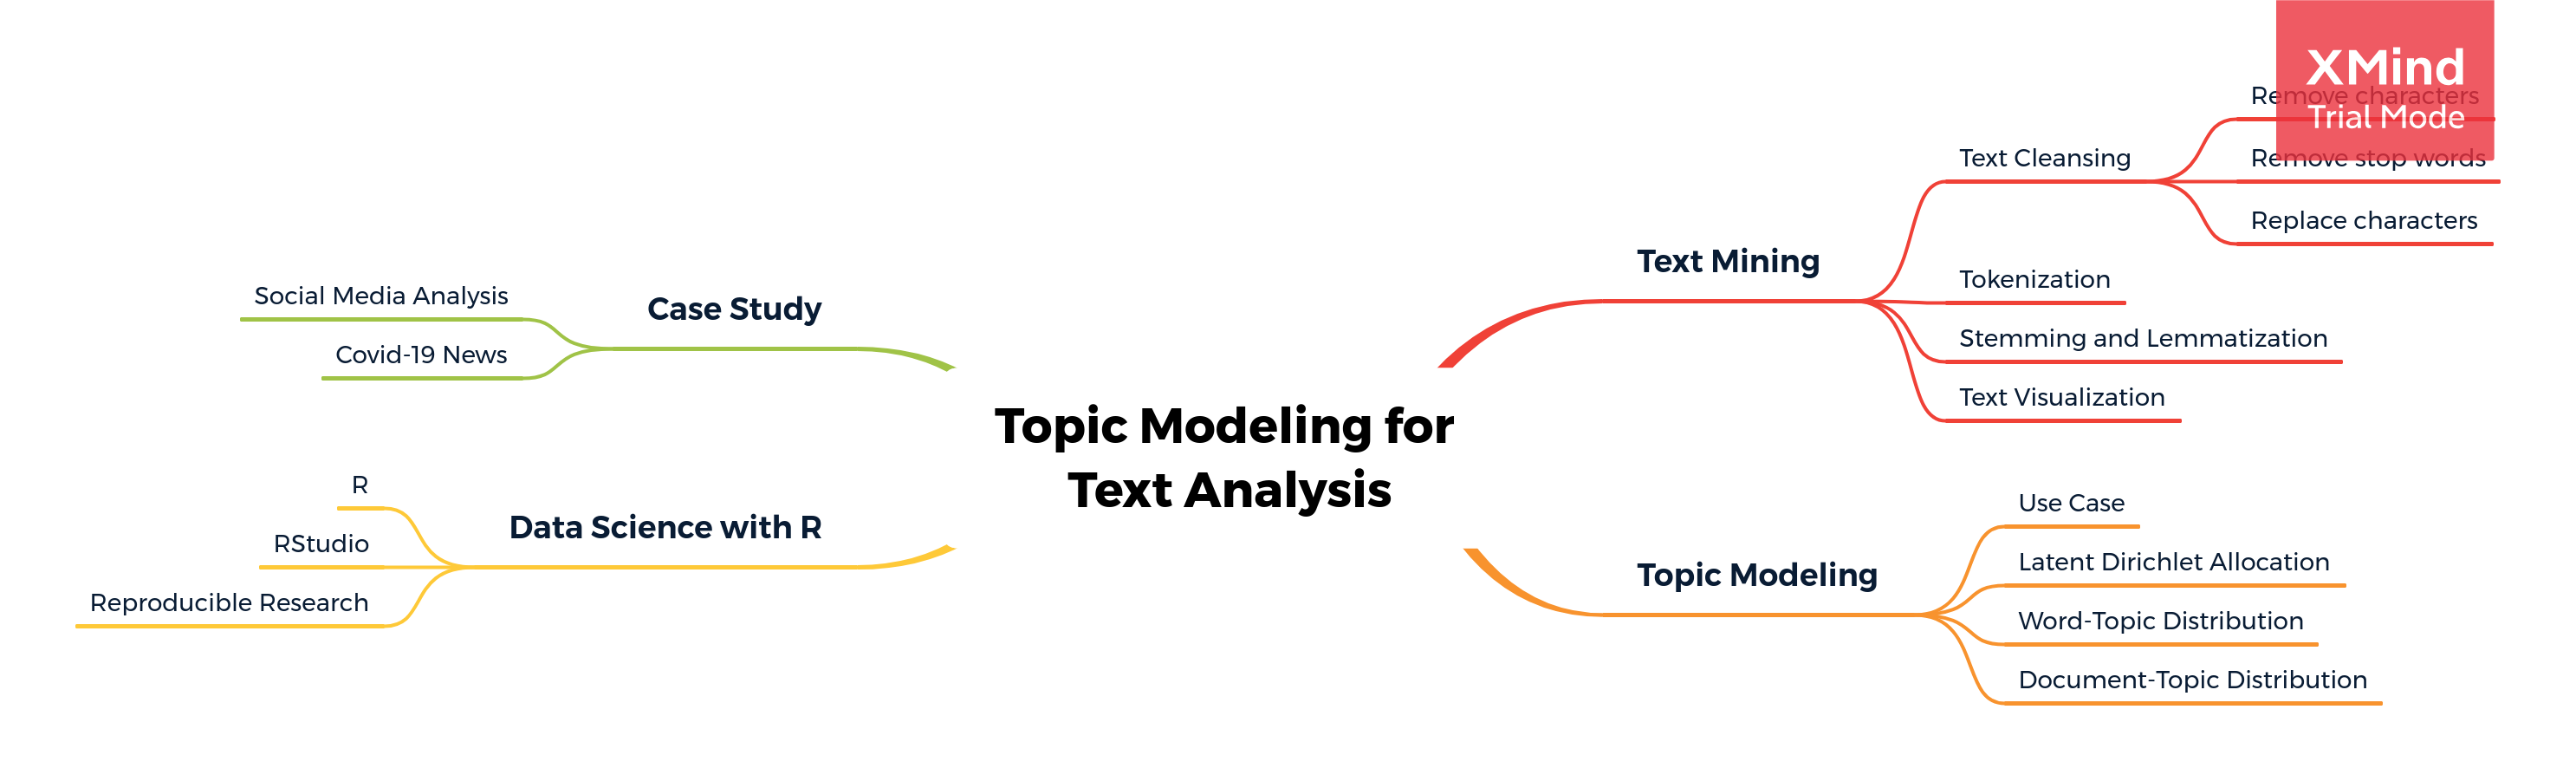 Topic Modeling for
Text Analysis
Text Mining
Text Cleansing
Remove characters
Remove stop words
Replace characters
Tokenization
Stemming and Lemmatization
Text Visualization
Topic Modeling
Use Case
Latent Dirichlet Allocation
Word-Topic Distribution
Document-Topic Distribution
Data Science with R
R
RStudio
Reproducible Research
Case Study
Social Media Analysis
Covid-19 News
XMind
Trial Mode